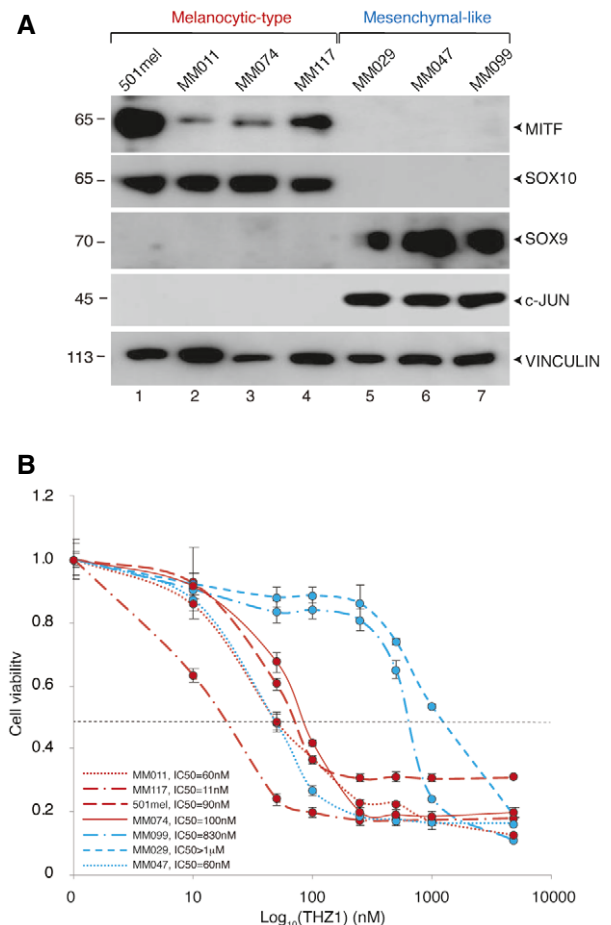 A
Melanocytic-type Mesenchymal-like
501mel MM011 MM074 MM117 MM029 MM047 MM099
65 MITF
65 SOX10
70 SOX9
45 c-JUN
113 VINCULIN
1 2 3 4 5 6 7
B
1.2
1.0
0.8
0.6
0.4
0.2
0
Cell viability
MM011, IC50=60nM
MM117, IC50=11nM
501mel, IC50=90nM
MM074, IC50=100nM
MM099, IC50=830nM
MM029, IC50>1µM
MM047, IC50=60nM
0 10 100 1000 10000
Log₁₀(THZ1) (nM)